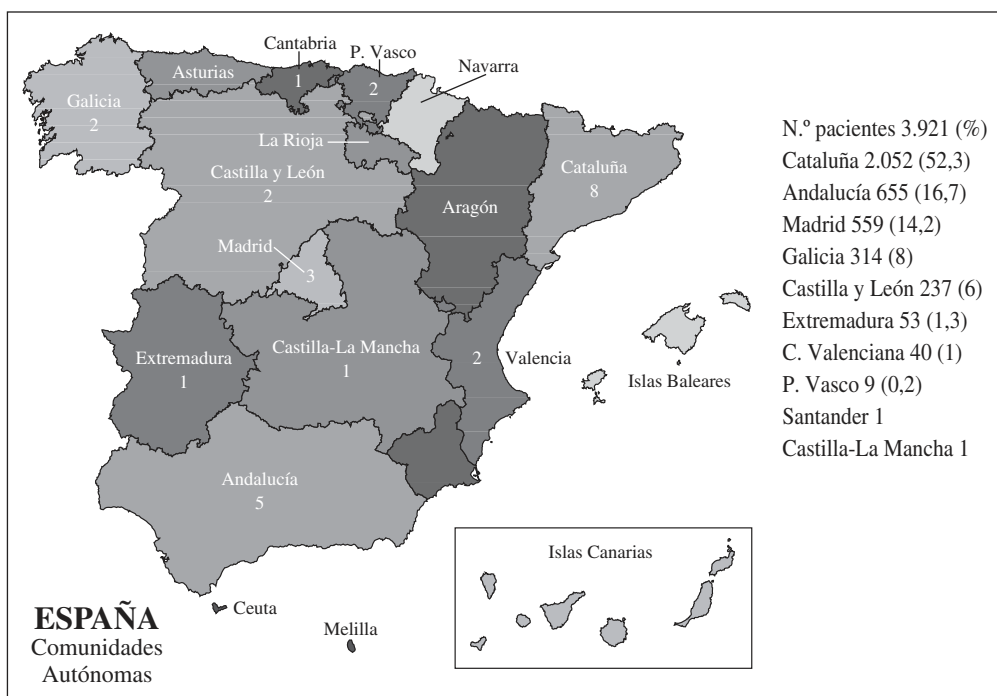 Cantabria
1
P. Vasco
2
Navarra
Asturias
Galicia
2
La Rioja
Castilla y León
2
Cataluña
8
Aragón
Madrid
3
Extremadura
1
Castilla-La Mancha
1
2
Valencia
Islas Baleares
Andalucía
5
Islas Canarias
Ceuta
Melilla
ESPAÑA
Comunidades
Autónomas
N.º pacientes 3.921 (%)
Cataluña 2.052 (52,3)
Andalucía 655 (16,7)
Madrid 559 (14,2)
Galicia 314 (8)
Castilla y León 237 (6)
Extremadura 53 (1,3)
C. Valenciana 40 (1)
P. Vasco 9 (0,2)
Santander 1
Castilla-La Mancha 1